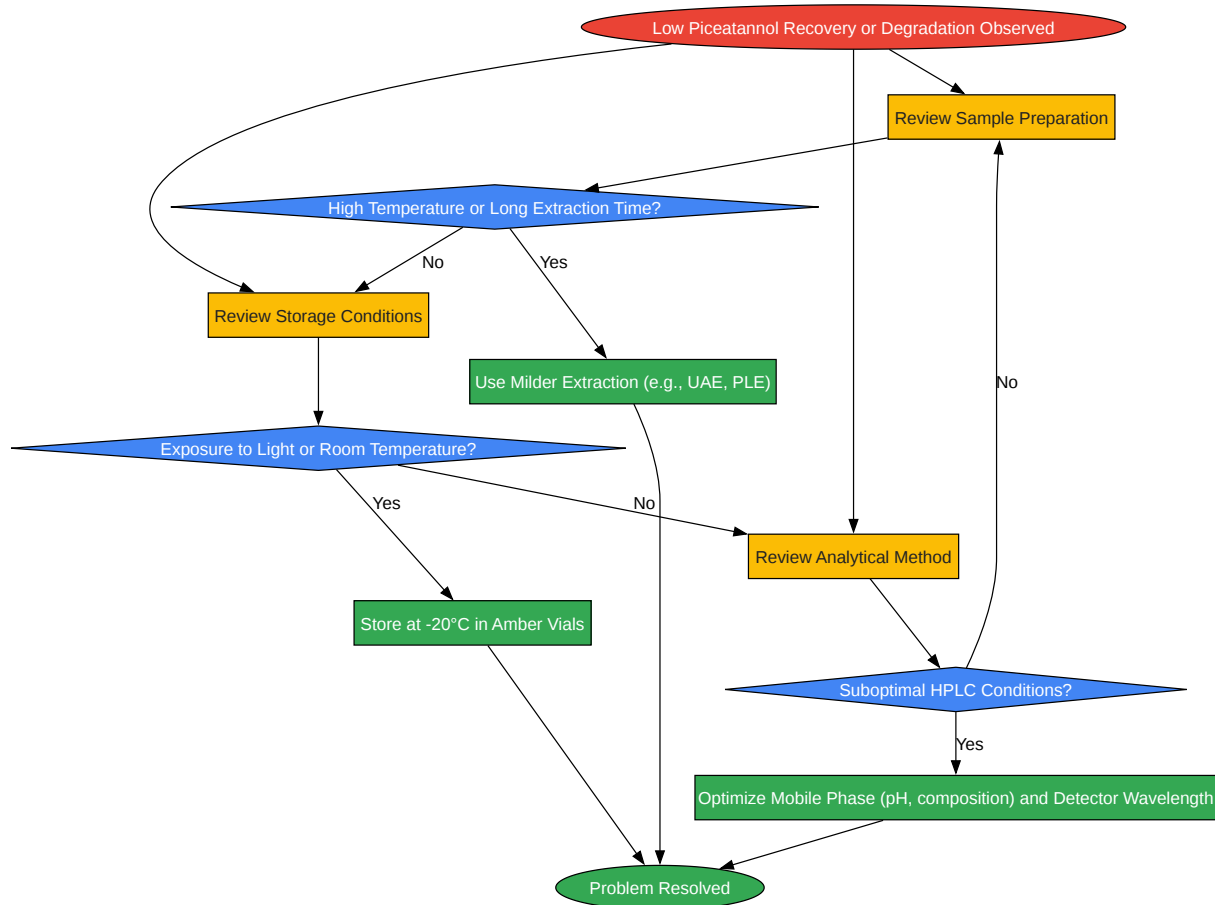 Low Piceatannol Recovery or Degradation Observed
Review Sample Preparation
High Temperature or Long Extraction Time?
No
Yes
Review Storage Conditions
Use Milder Extraction (e.g., UAE, PLE)
No
Exposure to Light or Room Temperature?
Yes
No
Review Analytical Method
Store at -20°C in Amber Vials
Suboptimal HPLC Conditions?
Yes
Optimize Mobile Phase (pH, composition) and Detector Wavelength
Problem Resolved